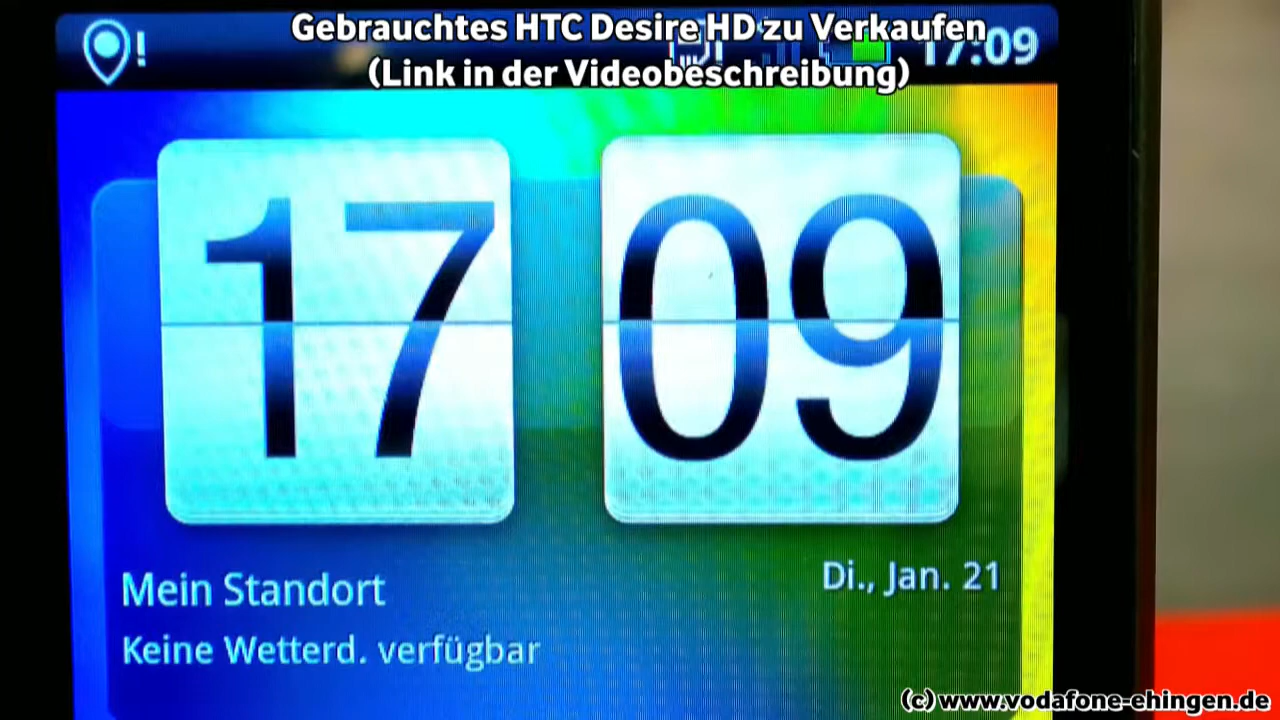 Gebrauchtes HTC Desire HD zu Verkaufen
(Link in der Videobeschreibung)
!
17:09
17 09
Mein Standort
Di., Jan. 21
Keine Wetterd. verfügbar
(c) www.vodafone-ehingen.de